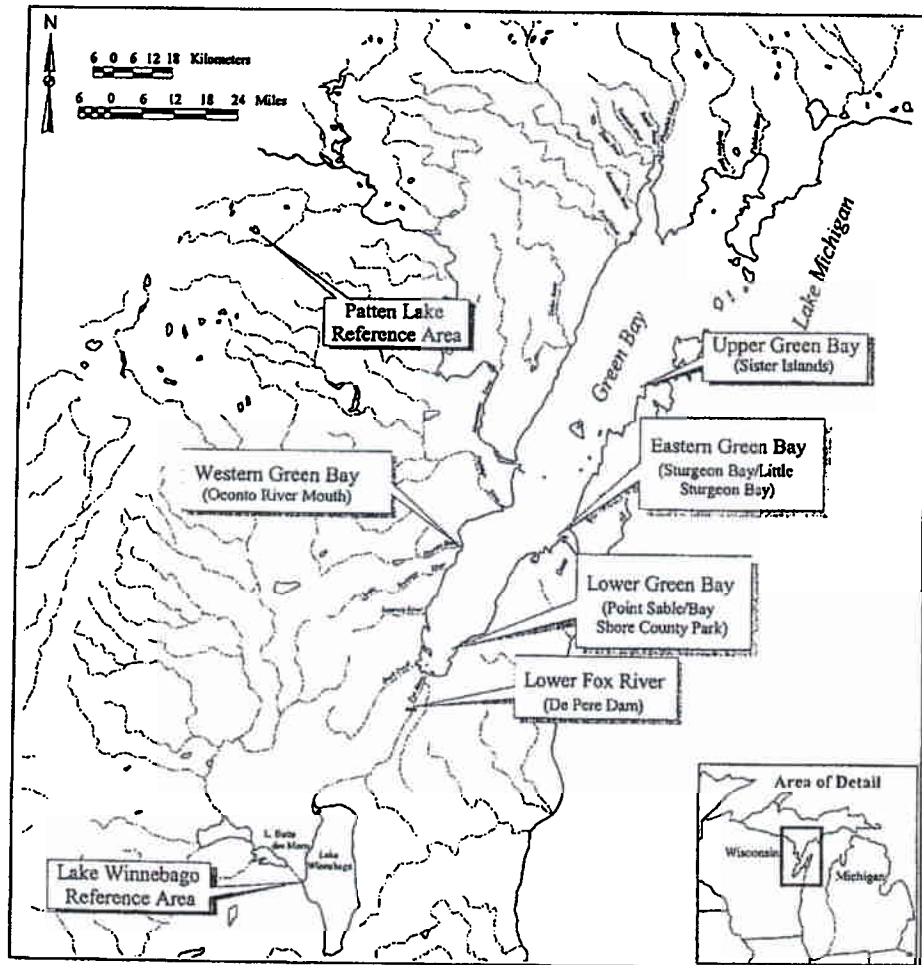 N
6 0 6 12 18 Kilometers
6 0 6 12 18 24 Miles
Lake Michigan
Green Bay
Patten Lake
Reference Area
Upper Green Bay
(Sister Islands)
Eastern Green Bay
(Sturgeon Bay/Little
Sturgeon Bay)
Western Green Bay
(Oconto River Mouth)
Lower Green Bay
(Point Sable/Bay
Shore County Park)
Lower Fox River
(De Pere Dam)
L. Butte
des Morts
Lake
Winnebago
Lake Winnebago
Reference Area
Area of Detail
Wisconsin
Michigan